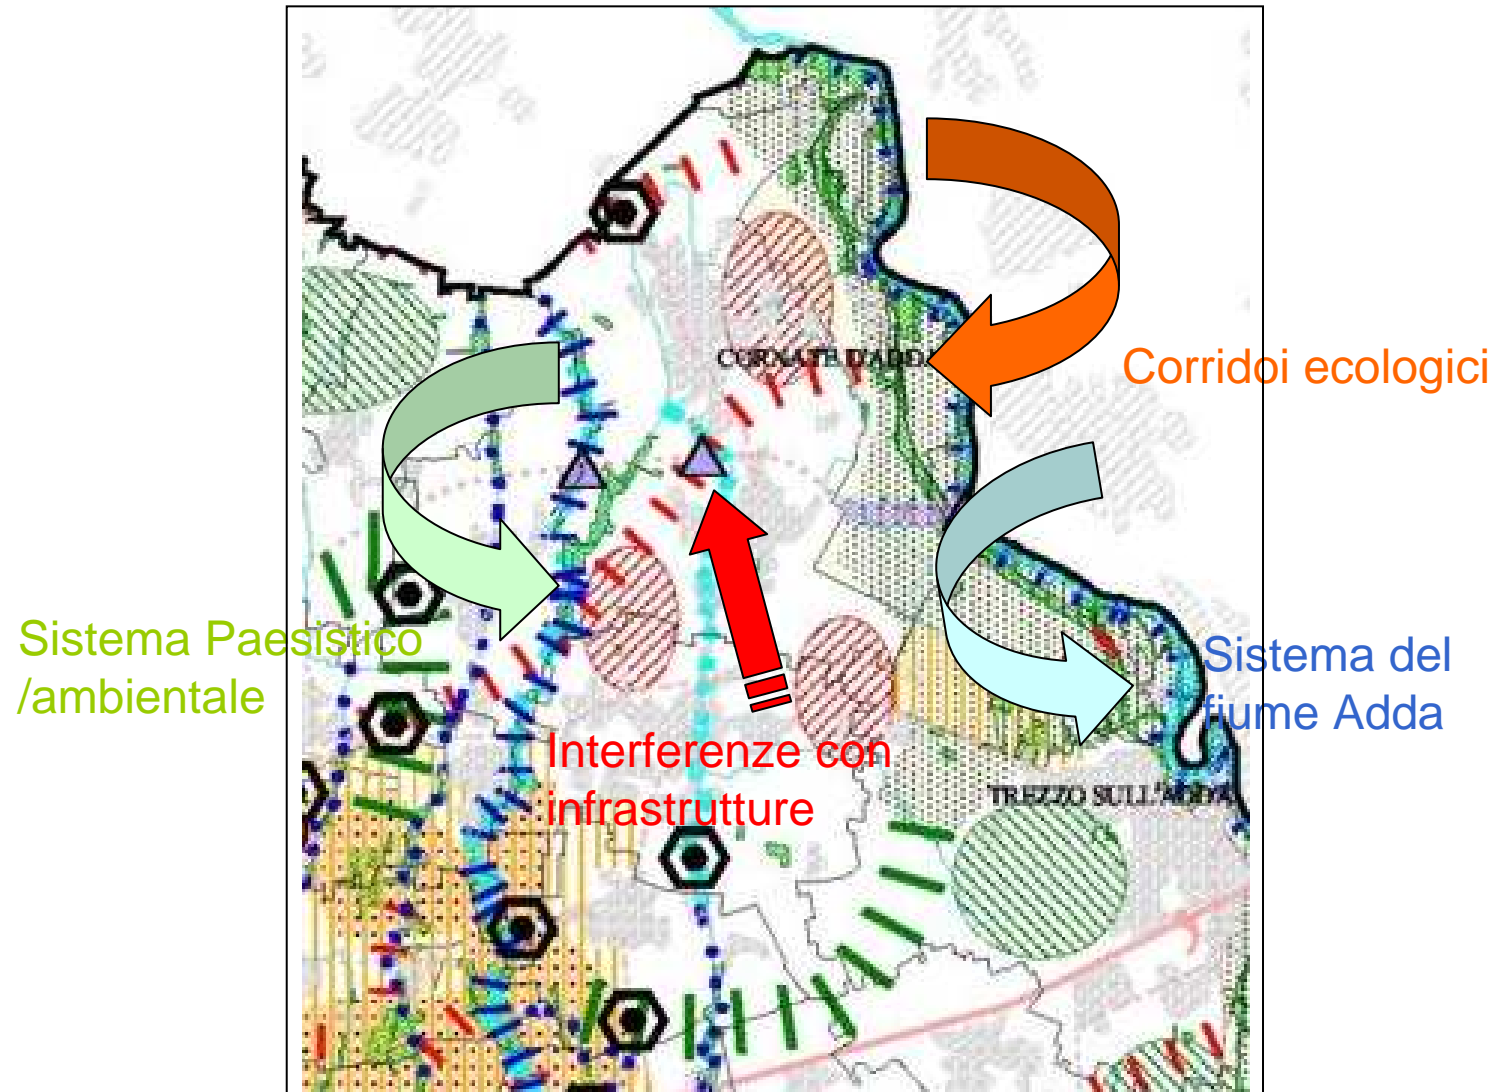 CORNATE D'ADDA
Corridoi ecologici
Sistema Paesistico
/ambientale
Sistema del
fiume Adda
Interferenze con
infrastrutture
TREZZO SULL'ADDA